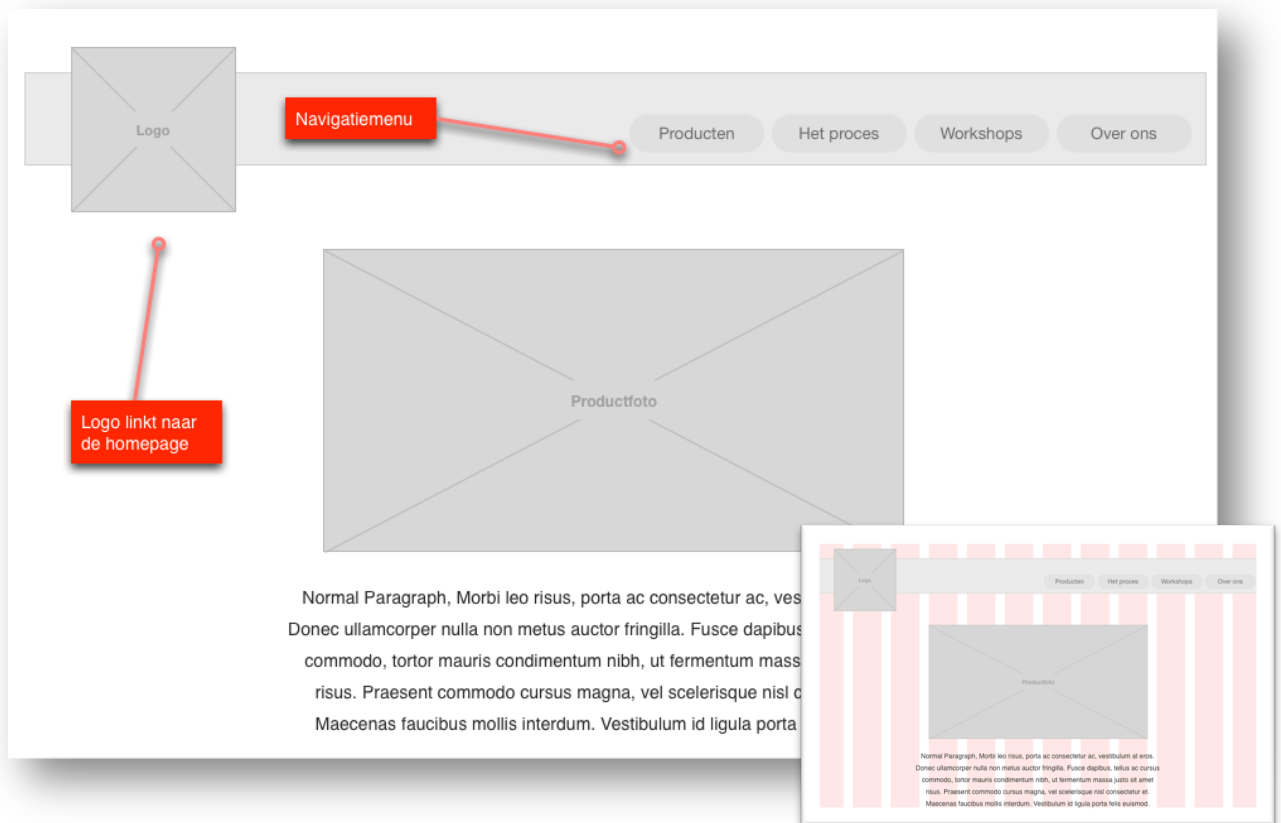 Logo
Navigatiemenu
Producten
Het proces
Workshops
Over ons
Logo linkt naar
de homepage
Productfoto
Normal Paragraph, Morbi leo risus, porta ac consectetur ac, ves
Donec ullamcorper nulla non metus auctor fringilla. Fusce dapibus
commodo, tortor mauris condimentum nibh, ut fermentum mass
risus. Praesent commodo cursus magna, vel scelerisque nisl c
Maecenas faucibus mollis interdum. Vestibulum id ligula porta
Logo
Producten
Het proces
Workshops
Over ons
Productfoto
Normal Paragraph, Morbi leo risus, porta ac consectetur ac, vestibulum at eros.
Donec ullamcorper nulla non metus auctor fringilla. Fusce dapibus, tellus ac cursus
commodo, tortor mauris condimentum nibh, ut fermentum massa justo sit amet
risus. Praesent commodo cursus magna, vel scelerisque nisl consectetur et.
Maecenas faucibus mollis interdum. Vestibulum id ligula porta felis euismod.